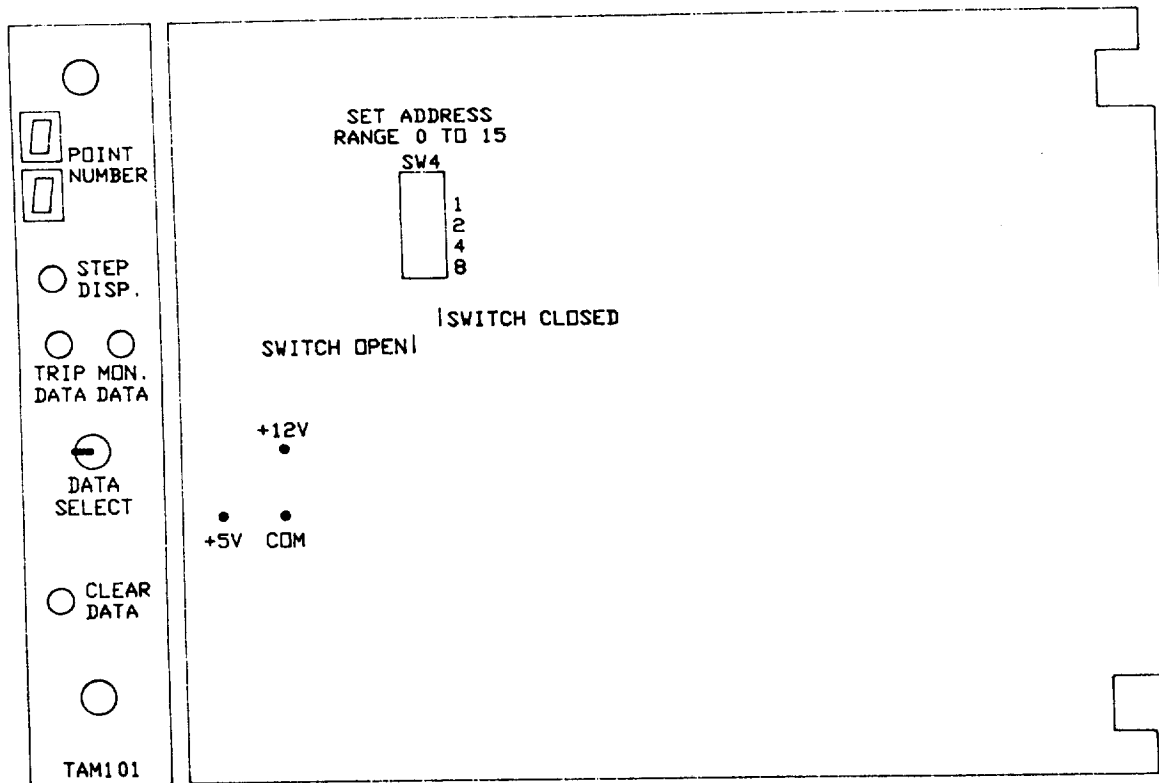 POINT
NUMBER
STEP
DISP.
TRIP MON.
DATA DATA
DATA
SELECT
CLEAR
DATA
TAM101
SET ADDRESS
RANGE 0 TO 15
SW4
1
2
4
8
|SWITCH CLOSED
SWITCH OPEN|
+12V
+5V COM